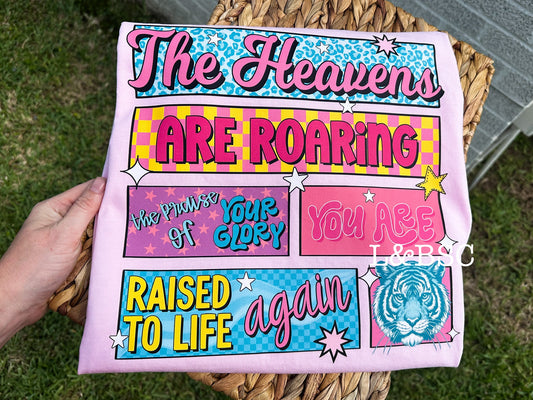 The Heavens
ARE ROARING
the praise OF YOUR GLORY
YOU ARE
L&BSC
RAISED TO LIFE again